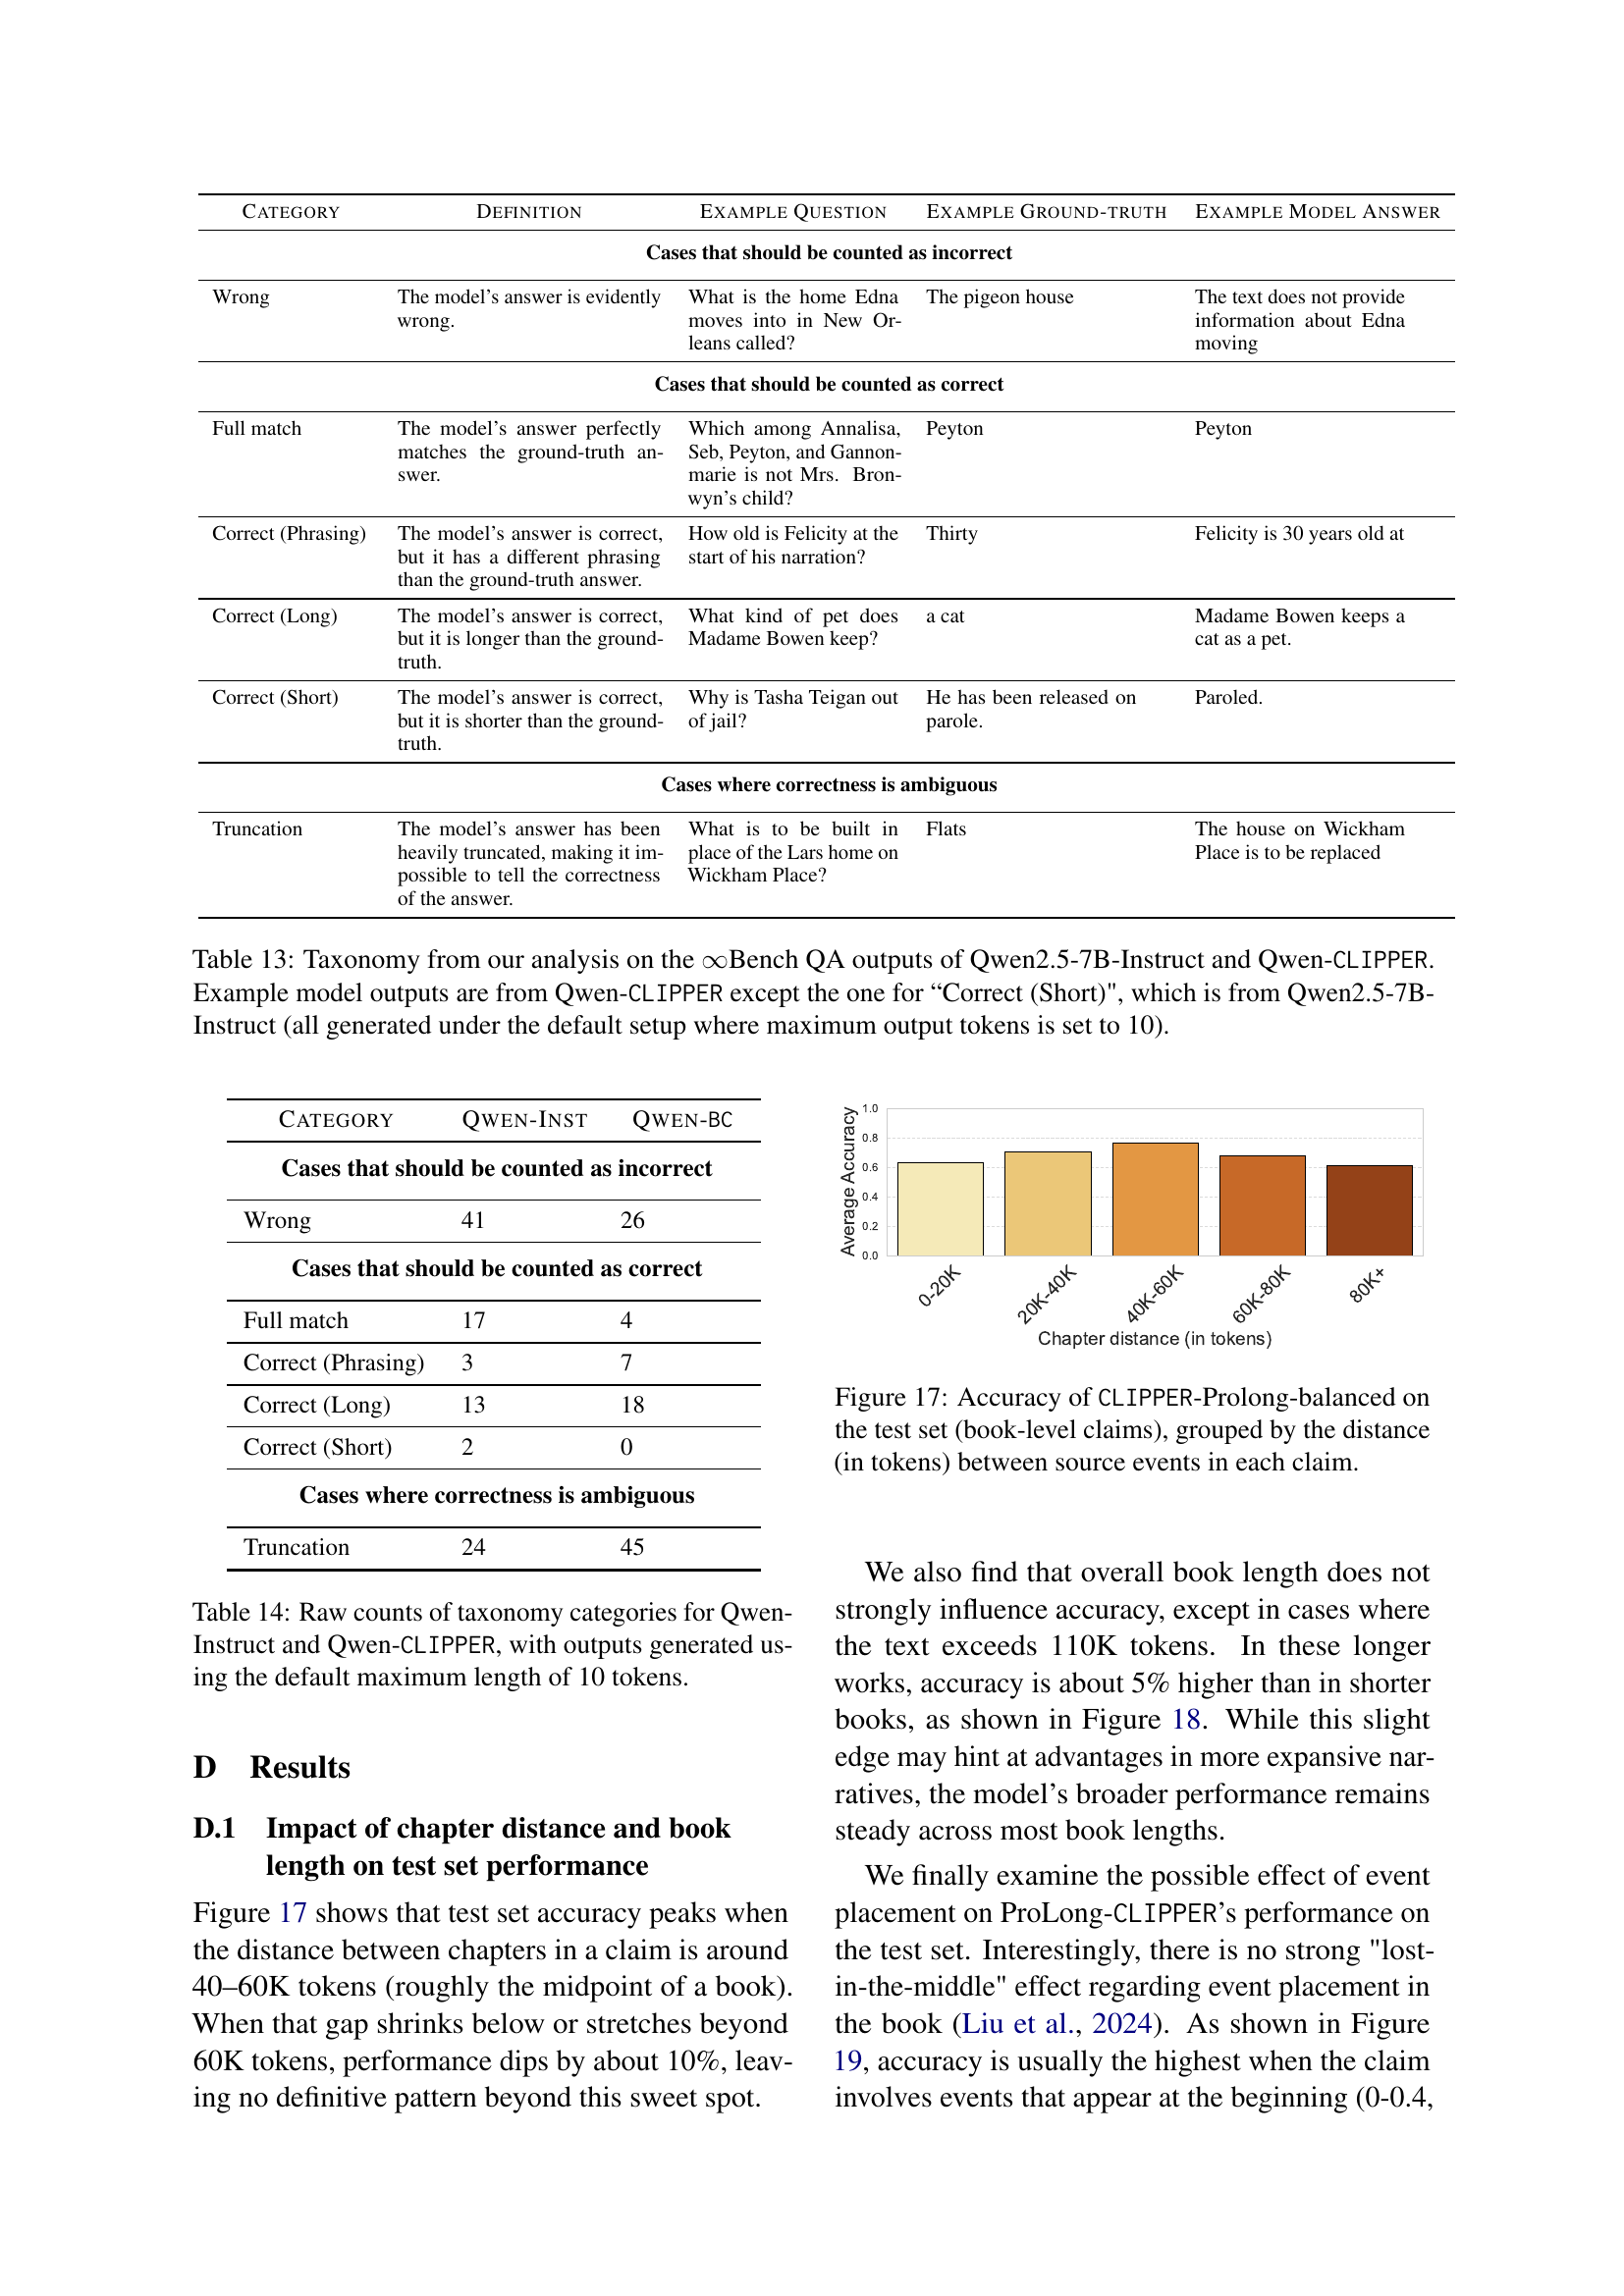 CATEGORY DEFINITION EXAMPLE QUESTION EXAMPLE GROUND-TRUTH EXAMPLE MODEL ANSWER
Cases that should be counted as incorrect
Wrong The model's answer is evidently What is the home Edna The pigeon house The text does not provide
wrong. moves into in New Or- information about Edna
leans called? moving
Cases that should be counted as correct
Full match The model's answer perfectly Which among Annalisa, Peyton Peyton
matches the ground-truth an- Seb, Peyton, and Gannon-
swer. marie is not Mrs. Bron-
wyn's child?
Correct (Phrasing) The model's answer is correct, How old is Felicity at the Thirty Felicity is 30 years old at
but it has a different phrasing start of his narration?
than the ground-truth answer.
Correct (Long) The model's answer is correct, What kind of pet does a cat Madame Bowen keeps a
but it is longer than the ground- Madame Bowen keep? cat as a pet.
truth.
Correct (Short) The model's answer is correct, Why is Tasha Teigan out He has been released on Paroled.
but it is shorter than the ground- of jail? parole.
truth.
Cases where correctness is ambiguous
Truncation The model's answer has been What is to be built in Flats The house on Wickham
heavily truncated, making it im- place of the Lars home on Place is to be replaced
possible to tell the correctness Wickham Place?
of the answer.
Table 13: Taxonomy from our analysis on the ∞Bench QA outputs of Qwen2.5-7B-Instruct and Qwen-CLIPPER.
Example model outputs are from Qwen-CLIPPER except the one for “Correct (Short)", which is from Qwen2.5-7B-
Instruct (all generated under the default setup where maximum output tokens is set to 10).
CATEGORY QWEN-INST QWEN-BC
Cases that should be counted as incorrect
Wrong 41 26
Cases that should be counted as correct
Full match 17 4
Correct (Phrasing) 3 7
Correct (Long) 13 18
Correct (Short) 2 0
Cases where correctness is ambiguous
Truncation 24 45
Table 14: Raw counts of taxonomy categories for Qwen-
Instruct and Qwen-CLIPPER, with outputs generated us-
ing the default maximum length of 10 tokens.
D Results
D.1 Impact of chapter distance and book
length on test set performance
Figure 17 shows that test set accuracy peaks when
the distance between chapters in a claim is around
40–60K tokens (roughly the midpoint of a book).
When that gap shrinks below or stretches beyond
60K tokens, performance dips by about 10%, leav-
ing no definitive pattern beyond this sweet spot.
Average Accuracy
1.0
0.8
0.6
0.4
0.2
0.0
0-20K 20K-40K 40K-60K 60K-80K 80K+
Chapter distance (in tokens)
Figure 17: Accuracy of CLIPPER-Prolong-balanced on
the test set (book-level claims), grouped by the distance
(in tokens) between source events in each claim.
We also find that overall book length does not
strongly influence accuracy, except in cases where
the text exceeds 110K tokens. In these longer
works, accuracy is about 5% higher than in shorter
books, as shown in Figure 18. While this slight
edge may hint at advantages in more expansive nar-
ratives, the model's broader performance remains
steady across most book lengths.
We finally examine the possible effect of event
placement on ProLong-CLIPPER's performance on
the test set. Interestingly, there is no strong "lost-
in-the-middle" effect regarding event placement in
the book (Liu et al., 2024). As shown in Figure
19, accuracy is usually the highest when the claim
involves events that appear at the beginning (0-0.4,